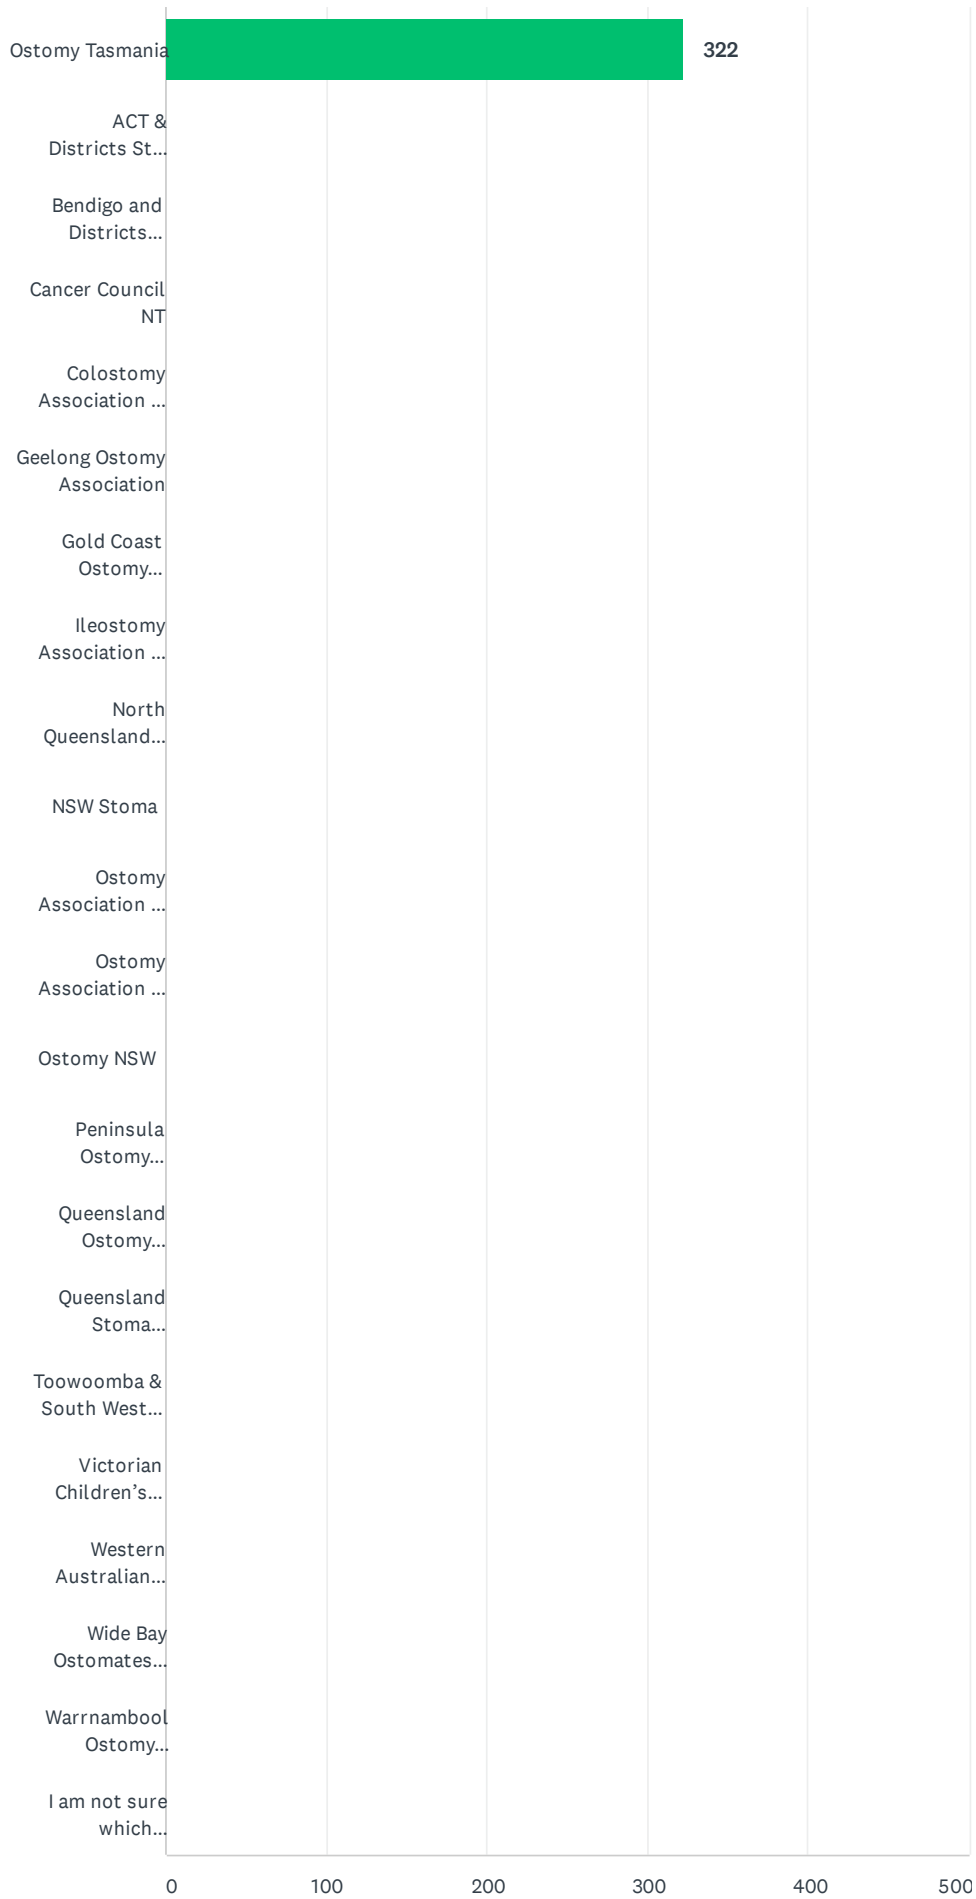 Ostomy Tasmania
322
ACT &
Districts St...
Bendigo and
Districts...
Cancer Council
NT
Colostomy
Association ...
Geelong Ostomy
Association
Gold Coast
Ostomy...
Ileostomy
Association ...
North
Queensland...
NSW Stoma
Ostomy
Association ...
Ostomy
Association ...
Ostomy NSW
Peninsula
Ostomy...
Queensland
Ostomy...
Queensland
Stoma...
Toowoomba &
South West...
Victorian
Children’s...
Western
Australian...
Wide Bay
Ostomates...
Warrnambool
Ostomy...
I am not sure
which...
0 100 200 300 400 500